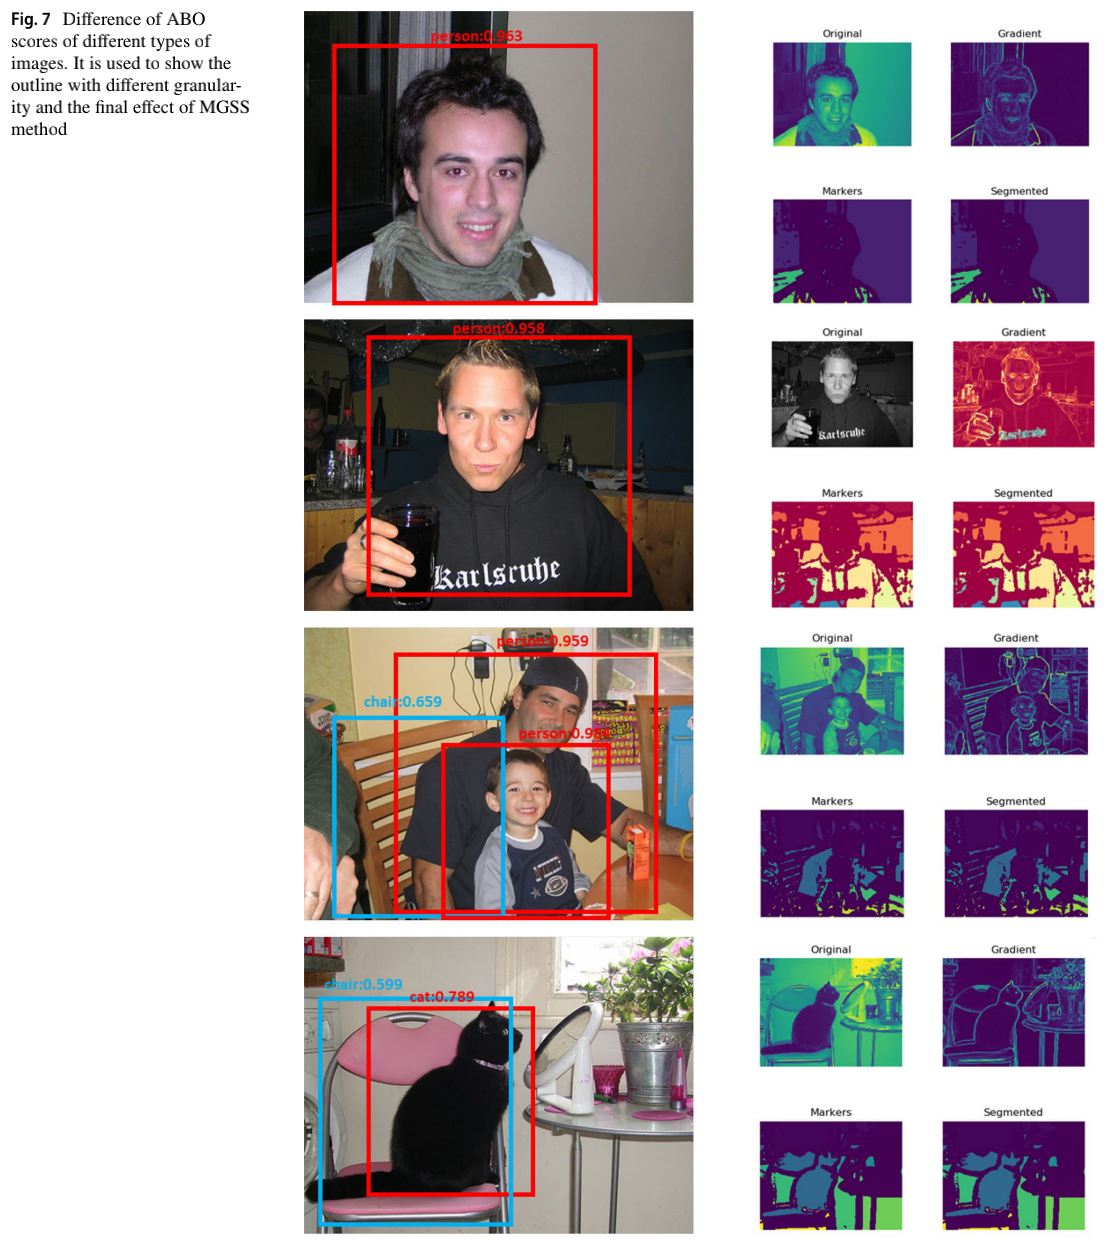 Fig. 7 Difference of ABO
scores of different types of
images. It is used to show the
outline with different granular-
ity and the final effect of MGSS
method
person:0.963
Original Gradient
Markers Segmented
person:0.958
Karlsruhe
Original Gradient
Karlsruhe
Karlsruhe
Markers Segmented
person:0.959
chair:0.659
Original Gradient
Markers Segmented
chair:0.599
cat:0.789
Original Gradient
Markers Segmented